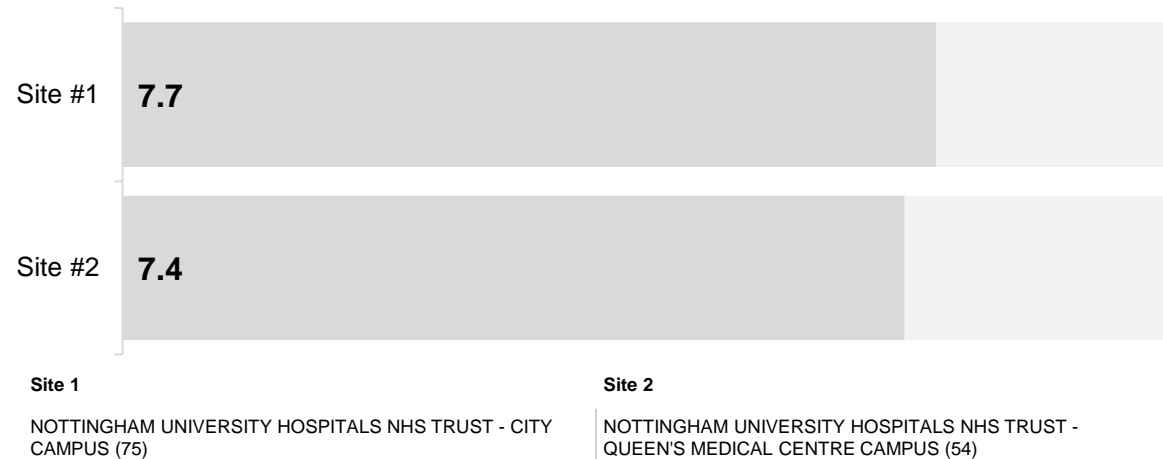 Site #1
7.7
Site #2
7.4
Site 1
NOTTINGHAM UNIVERSITY HOSPITALS NHS TRUST - CITY
CAMPUS (75)
Site 2
NOTTINGHAM UNIVERSITY HOSPITALS NHS TRUST -
QUEEN'S MEDICAL CENTRE CAMPUS (54)